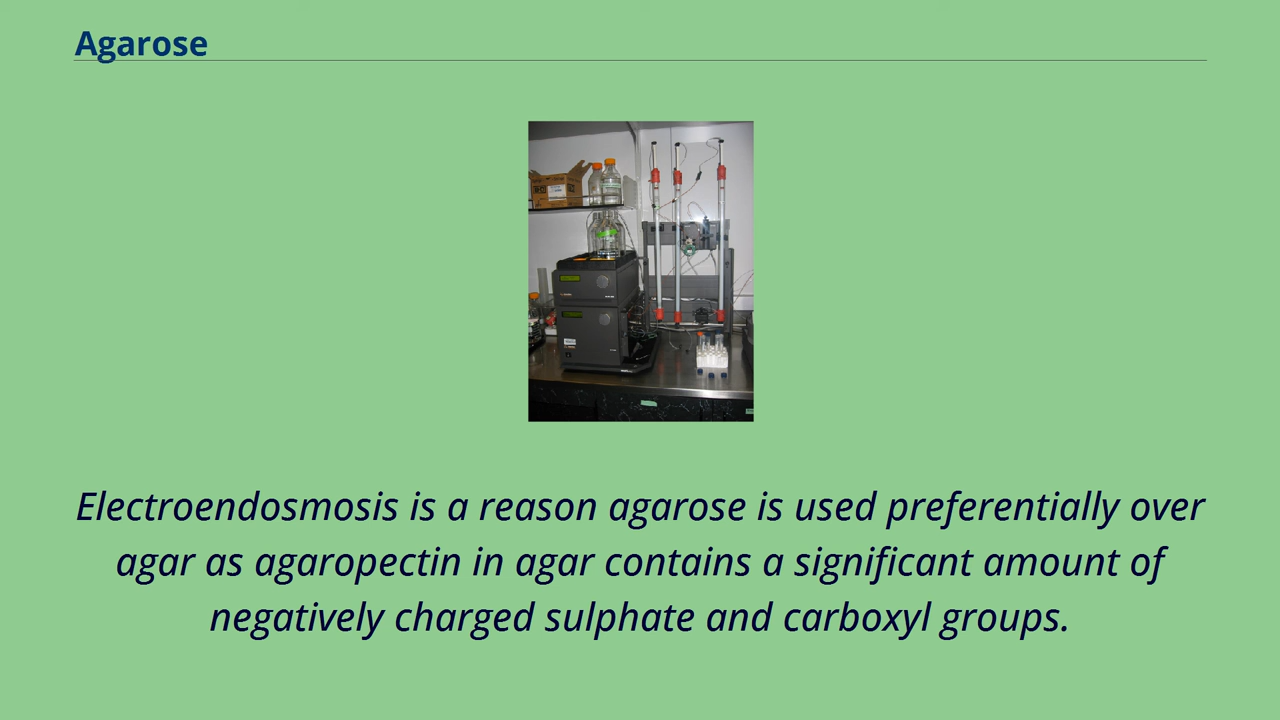 Agarose
Electroendosmosis is a reason agarose is used preferentially over
agar as agaropectin in agar contains a significant amount of
negatively charged sulphate and carboxyl groups.